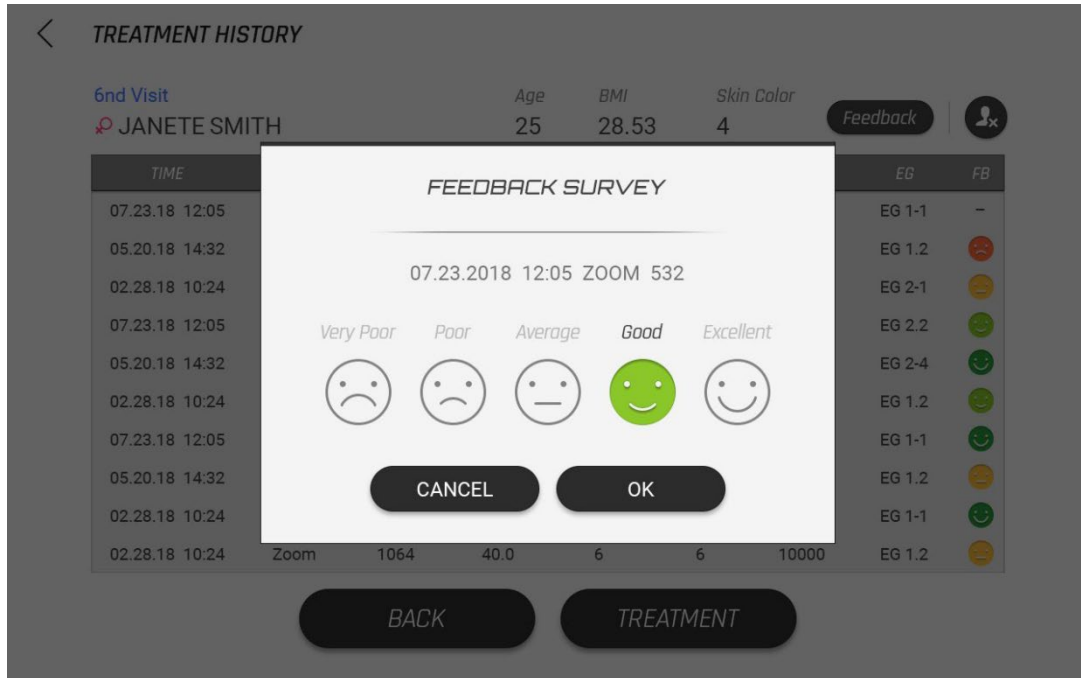 TREATMENT HISTORY
6nd Visit
Age BMI Skin Color
JANETE SMITH 25 28.53 4 Feedback
TIME EG FB
07.23.18 12:05 EG 1-1 –
05.20.18 14:32 EG 1.2
02.28.18 10:24 EG 2-1
07.23.18 12:05 EG 2.2
05.20.18 14:32 EG 2-4
02.28.18 10:24 EG 1.2
07.23.18 12:05 EG 1-1
05.20.18 14:32 EG 1.2
02.28.18 10:24 EG 1-1
02.28.18 10:24 Zoom 1064 40.0 6 6 10000 EG 1.2
FEEDBACK SURVEY
07.23.2018 12:05 ZOOM 532
Very Poor Poor Average Good Excellent
CANCEL OK
BACK TREATMENT